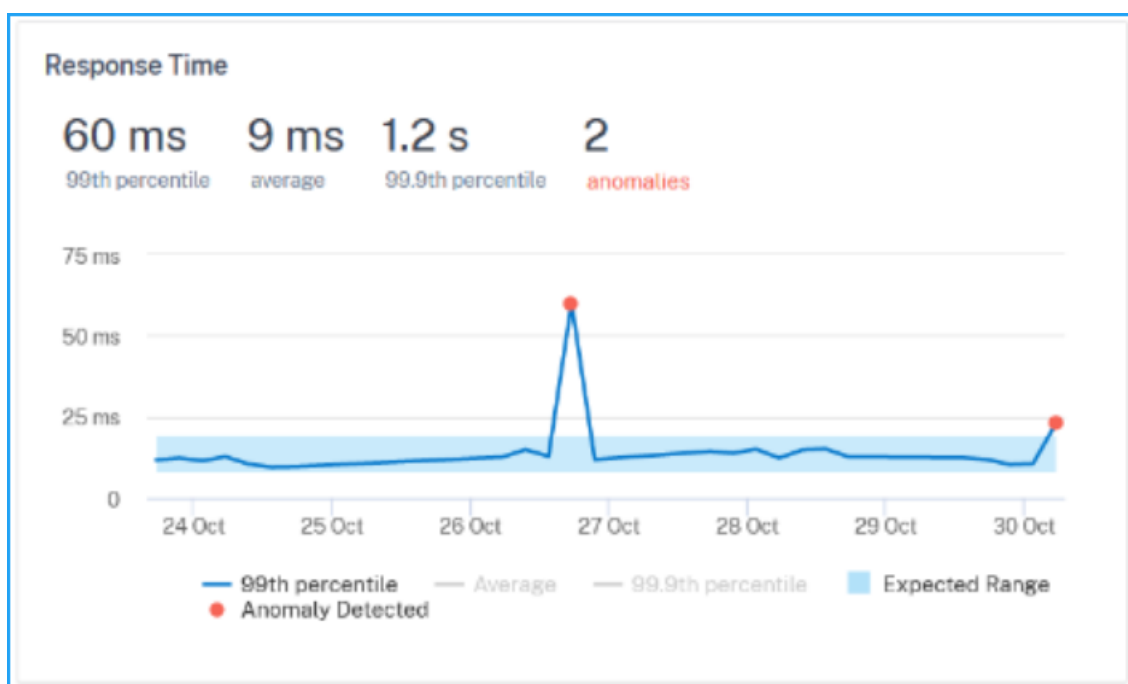 Response Time
60 ms 9 ms 1.2 s 2
99th percentile average 99.9th percentile anomalies
75 ms
50 ms
25 ms
0
24 Oct 25 Oct 26 Oct 27 Oct 28 Oct 29 Oct 30 Oct
99th percentile Average 99.9th percentile Expected Range
Anomaly Detected